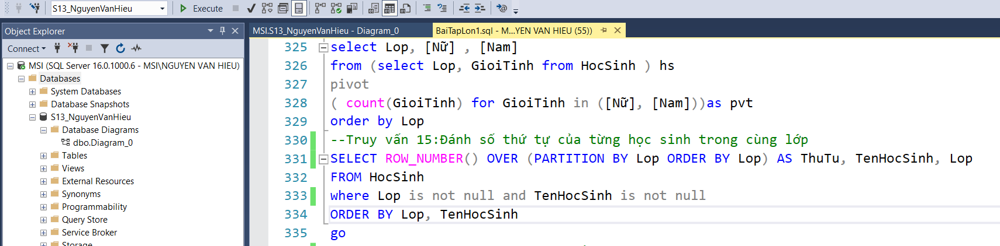 S13_NguyenVanHieu
Execute
Object Explorer
Connect
MSI (SQL Server 16.0.1000.6 - MSI\NGUYEN VAN HIEU)
Databases
System Databases
Database Snapshots
S13_NguyenVanHieu
Database Diagrams
dbo.Diagram_0
Tables
Views
External Resources
Synonyms
Programmability
Query Store
Service Broker
Storage
MSI.S13_NguyenVanHieu - Diagram_0
BaiTapLon1.sql - M...YEN VAN HIEU (55))
325 select Lop, [Nữ] , [Nam]
326 from (select Lop, GioiTinh from HocSinh ) hs
327 pivot
328 ( count(GioiTinh) for GioiTinh in ([Nữ], [Nam]))as pvt
329 order by Lop
330 --Truy vấn 15:Đánh số thứ tự của từng học sinh trong cùng lớp
331 SELECT ROW_NUMBER() OVER (PARTITION BY Lop ORDER BY Lop) AS ThuTu, TenHocSinh, Lop
332 FROM HocSinh
333 where Lop is not null and TenHocSinh is not null
334 ORDER BY Lop, TenHocSinh
335 go